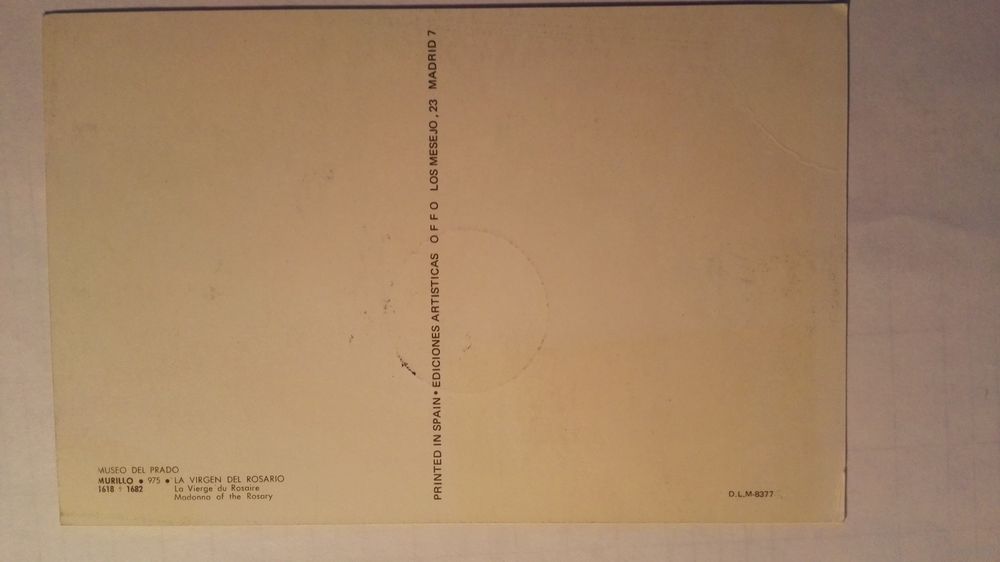 MUSEO DEL PRADO
MURILLO • 975 • LA VIRGEN DEL ROSARIO
1618 † 1682 La Vierge du Rosaire
Madonna of the Rosary
PRINTED IN SPAIN • EDICIONES ARTISTICAS OFFO LOS MESEJO, 23 MADRID 7
D.L.M-8377